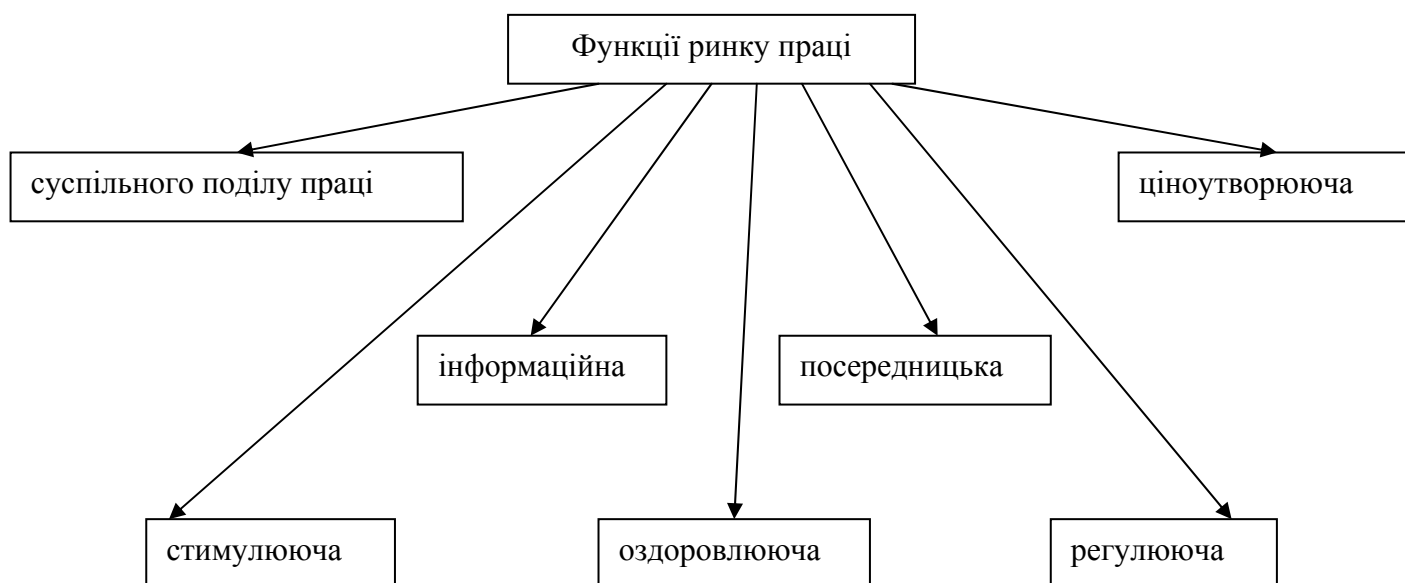 Функції ринку праці
суспільного поділу праці
ціноутворююча
інформаційна
посередницька
стимулююча
оздоровлююча
регулююча